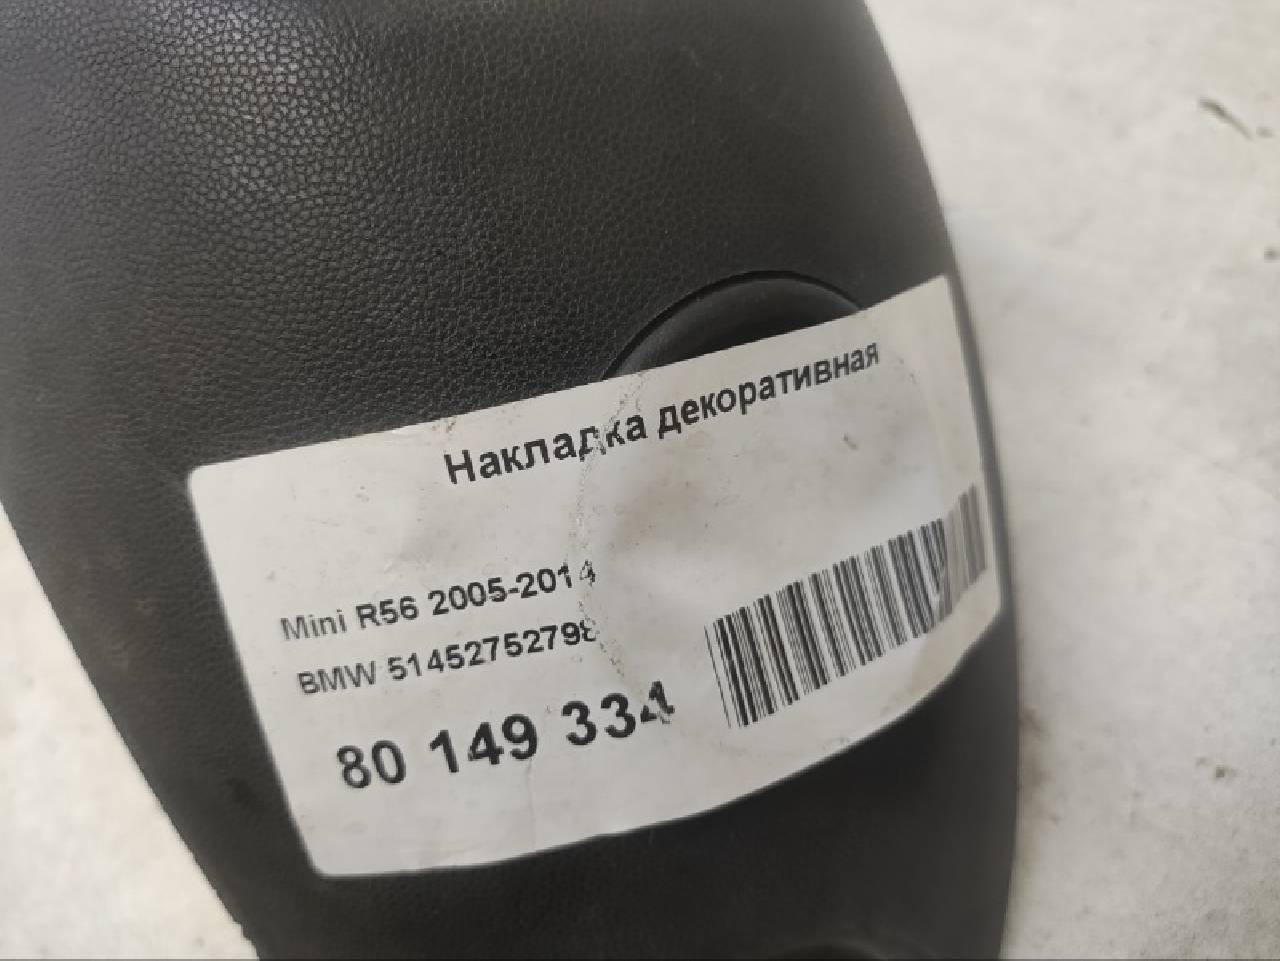 Накладка декоративная
Mini R56 2005-2014
BMW 51452752798
80 149 334